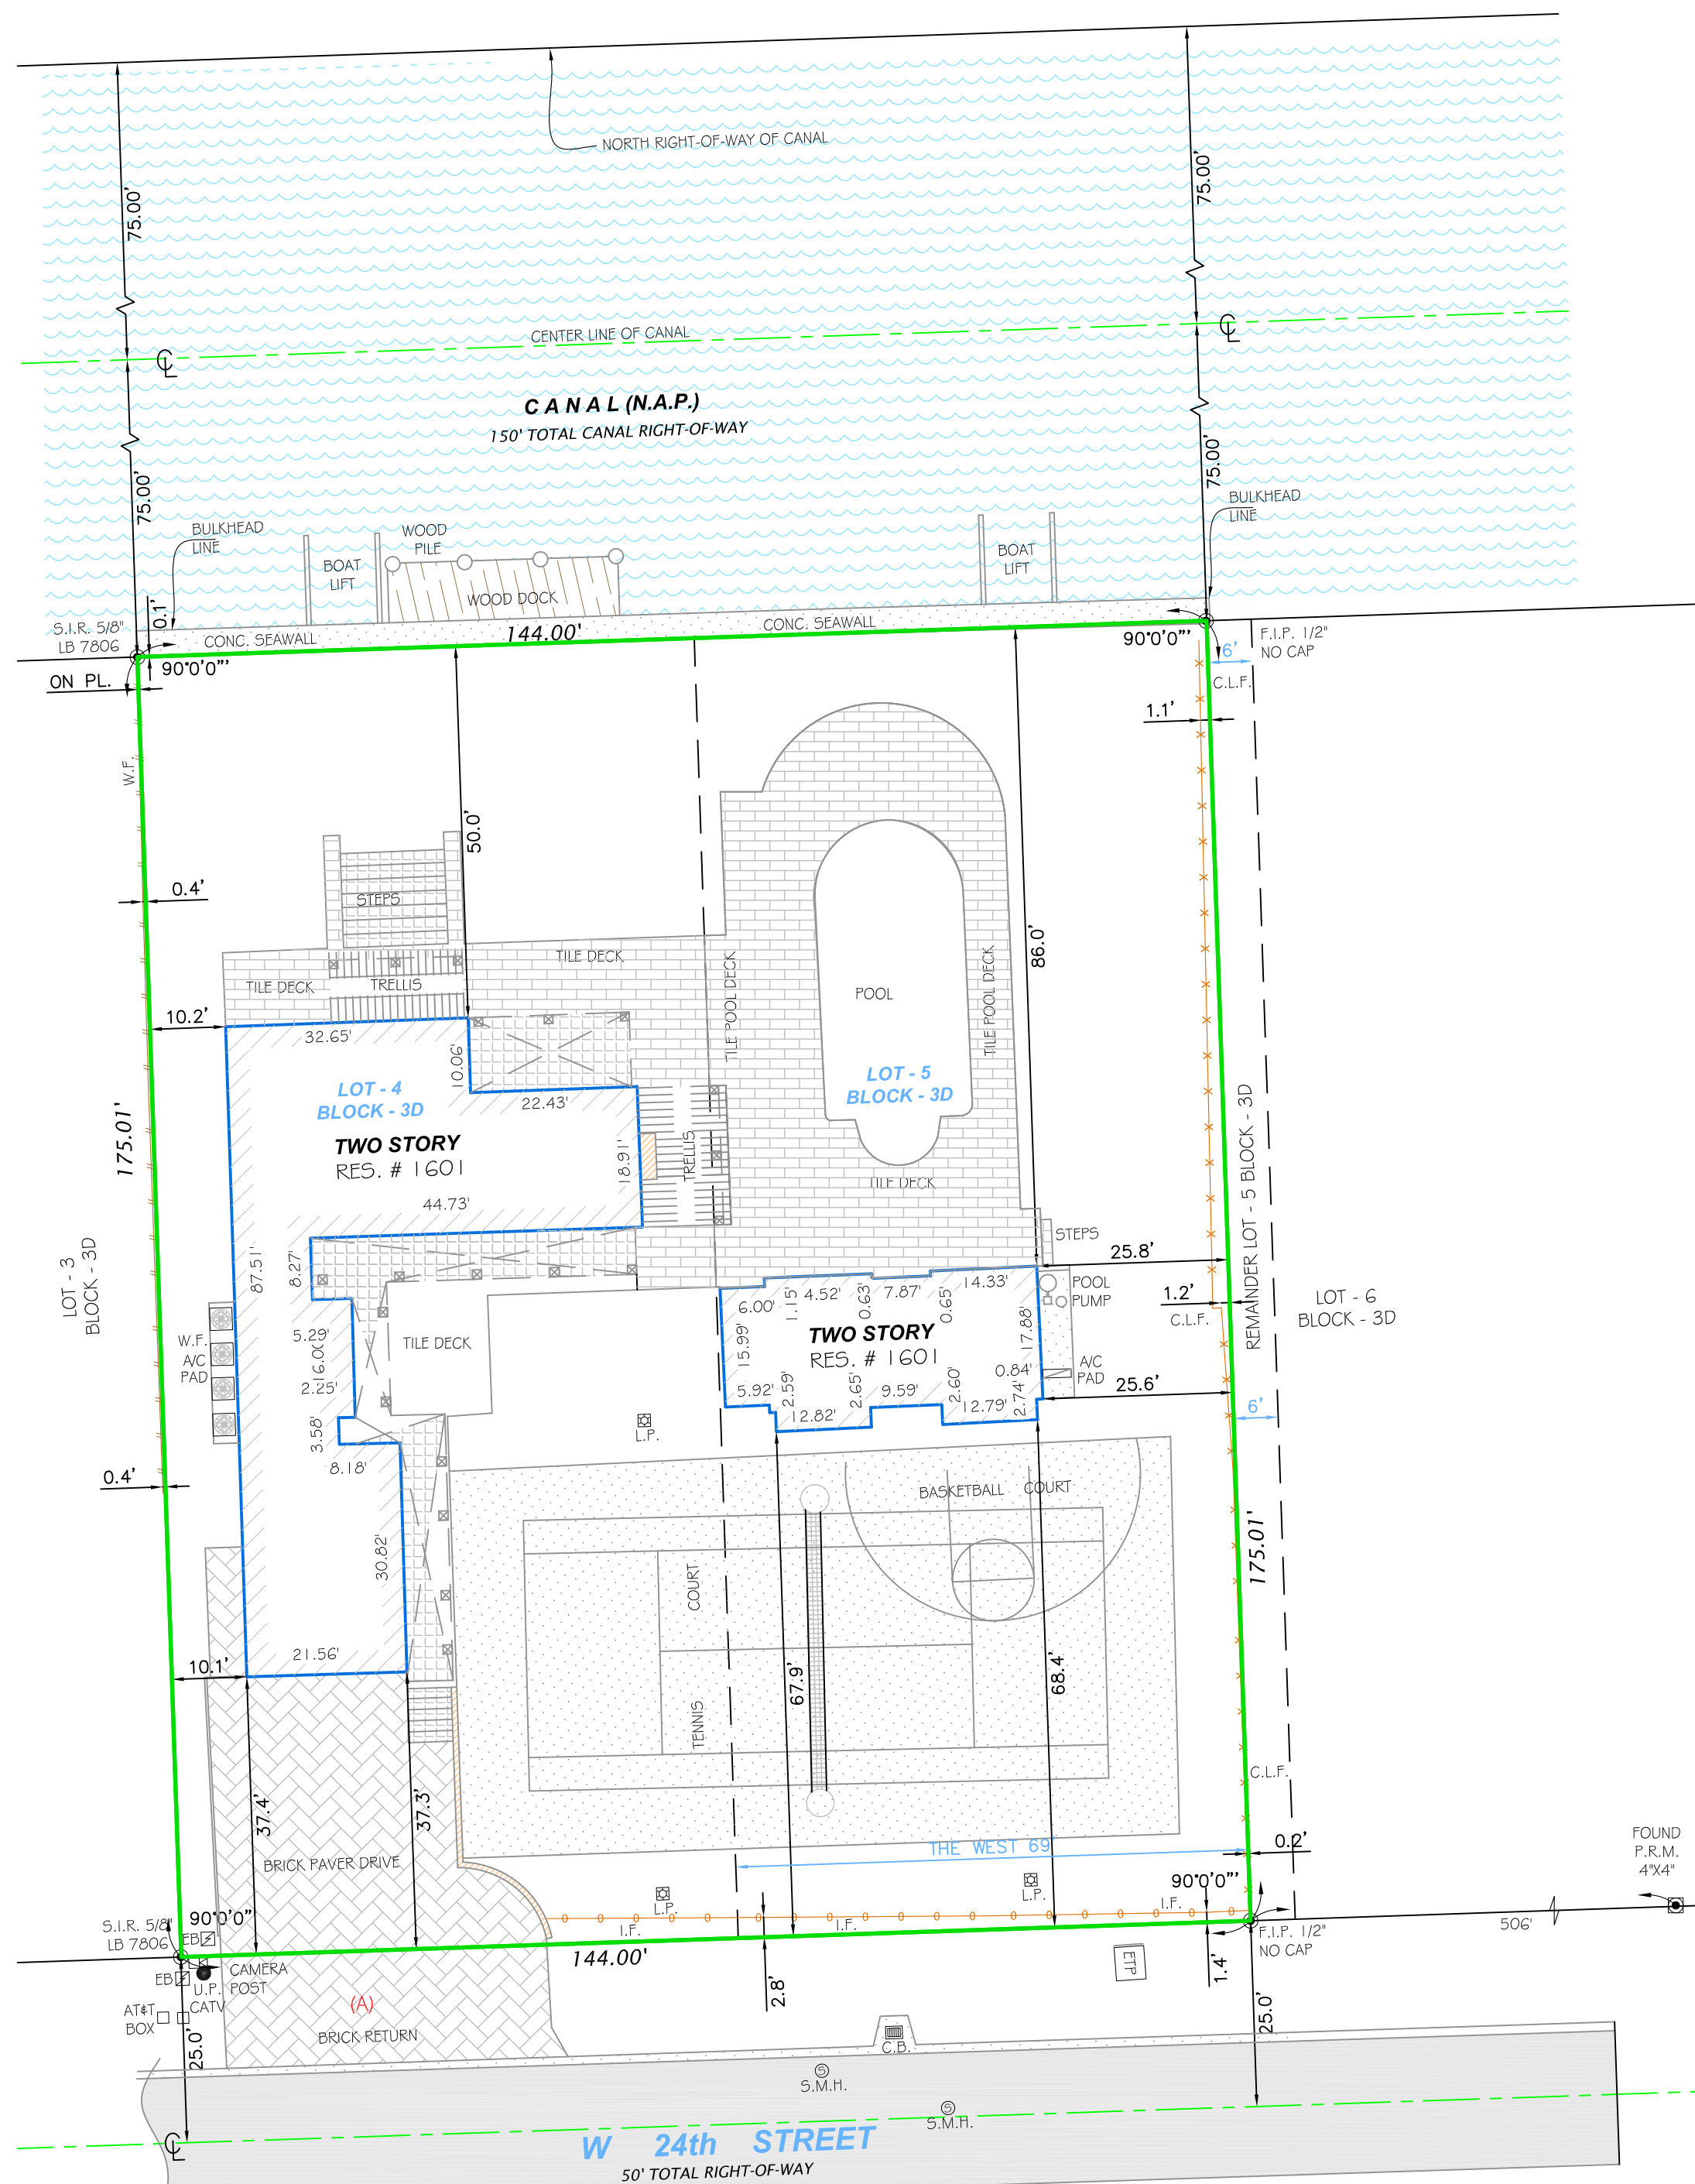 75.00'
75.00'
NORTH RIGHT-OF-WAY OF CANAL
CENTER LINE OF CANAL
CL
CL
C A N A L (N.A.P.)
150' TOTAL CANAL RIGHT-OF-WAY
75.00'
75.00'
BULKHEAD
LINE
BULKHEAD
LINE
WOOD
PILE
BOAT
LIFT
BOAT
LIFT
WOOD DOCK
0.1'
S.I.R. 5/8"
LB 7806
CONC. SEAWALL
144.00'
CONC. SEAWALL
90°0'0"'
F.I.P. 1/2"
NO CAP
90°0'0"'
ON PL.
6'
C.L.F.
1.1'
W.F.
50.0'
0.4'
STEPS
86.0'
TILE DECK
TILE DECK
TRELLIS
TILE POOL DECK
POOL
TILE POOL DECK
10.2'
32.65'
10.06'
22.43'
LOT - 4
BLOCK - 3D
LOT - 5
BLOCK - 3D
TWO STORY
RES. # 1601
18.91'
TRELLIS
TILE DECK
175.01'
44.73'
LOT - 3
BLOCK - 3D
87.51'
8.27'
REMAINDER LOT - 5 BLOCK - 3D
STEPS
25.8'
POOL
PUMP
1.2'
C.L.F.
LOT - 6
BLOCK - 3D
6.00'
1.15'
4.52'
0.63'
7.87'
0.65'
14.33'
17.88'
TWO STORY
RES. # 1601
15.99'
5.29'
16.00'
2.25'
TILE DECK
W.F.
A/C
PAD
A/C
PAD
0.84'
25.6'
5.92'
2.59'
12.82'
2.65'
9.59'
2.60'
12.79'
2.74'
6'
3.58'
8.18'
L.P.
0.4'
BASKETBALL COURT
30.82'
COURT
TENNIS
175.01'
21.56'
10.1'
67.9'
68.4'
37.4'
37.3'
C.L.F.
BRICK PAVER DRIVE
THE WEST 69'
0.2'
FOUND
P.R.M.
4"X4"
L.P.
L.P.
90°0'0"'
I.F.
I.F.
I.F.
S.I.R. 5/8"
LB 7806
90°0'0"
EB
144.00'
F.I.P. 1/2"
NO CAP
506'
EB
CAMERA
POST
U.P.
CATV
AT&T
BOX
ETP
1.4'
2.8'
25.0'
25.0'
(A)
BRICK RETURN
C.B.
S
S.M.H.
S
S.M.H.
CL
W 24th STREET
50' TOTAL RIGHT-OF-WAY